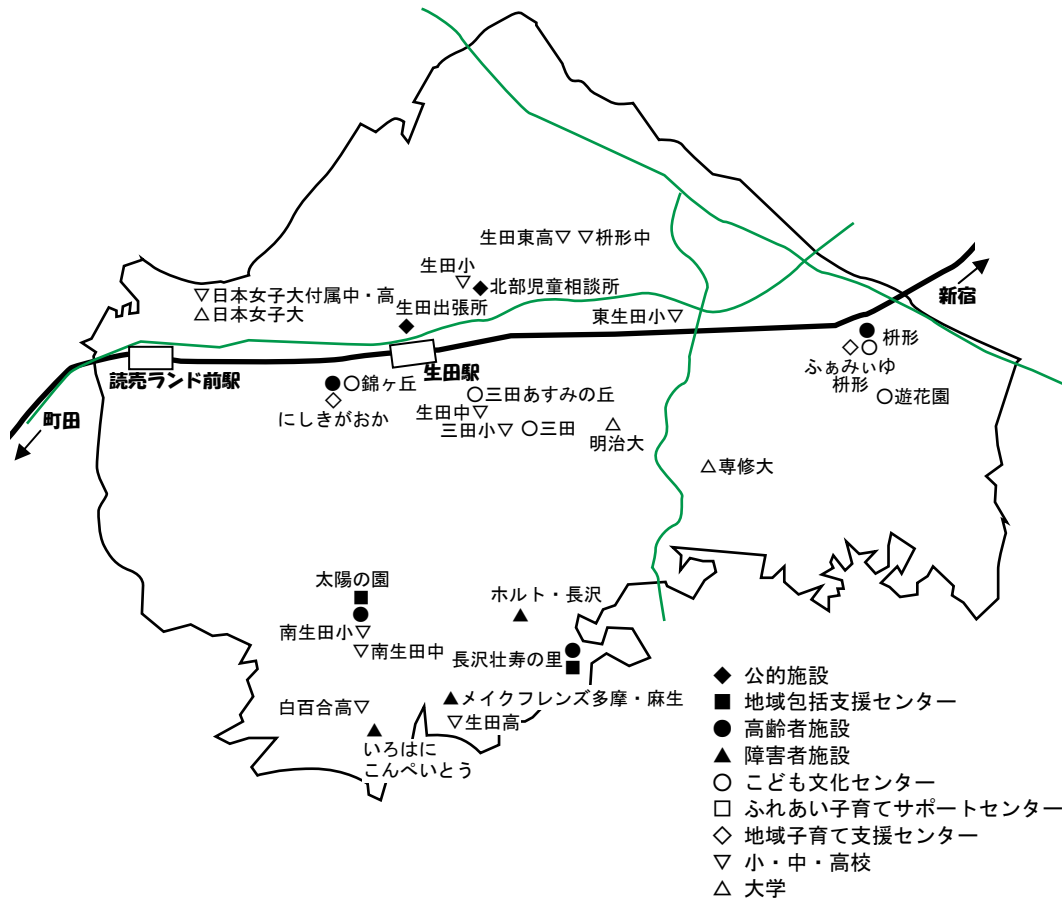 生田東高▽ ▽枡形中
生田小
▽
◆北部児童相談所
▽日本女子大付属中・高
△日本女子大
生田出張所
◆
東生田小▽
新宿
読売ランド前駅
生田駅
町田
●○錦ヶ丘
◇
にしきがおか
○三田あすみの丘
生田中▽
三田小▽ ○三田
△
明治大
●枡形
◇○
ふぁみぃゆ
枡形
○遊花園
△専修大
太陽の園
■
●
南生田小▽
▽南生田中
ホルト・長沢
▲
長沢壮寿の里
●
■
▲メイクフレンズ多摩・麻生
▽生田高
白百合高▽
▲
いろはに
こんぺいとう
◆ 公的施設
■ 地域包括支援センター
● 高齢者施設
▲ 障害者施設
○ こども文化センター
□ ふれあい子育てサポートセンター
◇ 地域子育て支援センター
▽ 小・中・高校
△ 大学